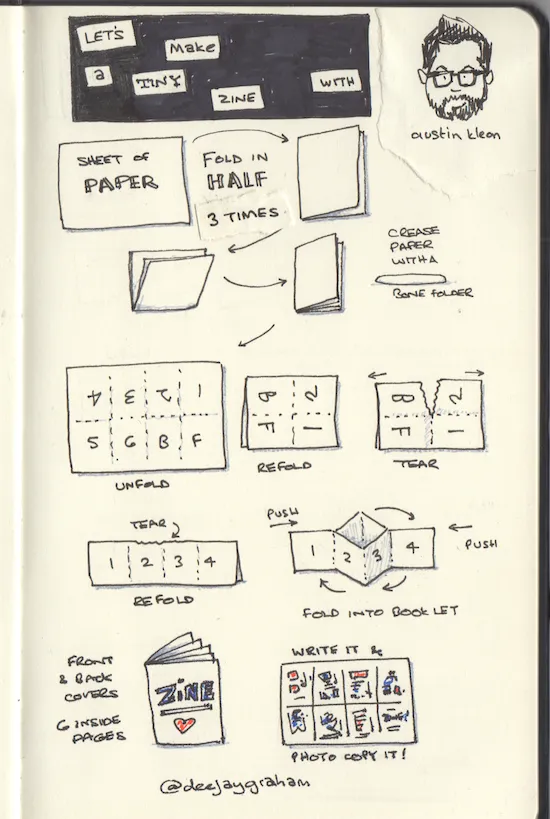 LET'S
Make
a
TINY
ZINE
WITH
austin kleon
SHEET OF
PAPER
FOLD IN
HALF
3 TIMES
CREASE
PAPER
WITH A
BONE FOLDER
4 3 2 1
5 6 B F
UNFOLD
B 2
F 1
REFOLD
B 2
F 1
TEAR
TEAR
1 2 3 4
REFOLD
PUSH
1 2 3 4
PUSH
FOLD INTO BOOKLET
FRONT
& BACK
COVERS
6 INSIDE
PAGES
ZINE
WRITE IT &
PHOTO COPY IT!
@deejaygraham